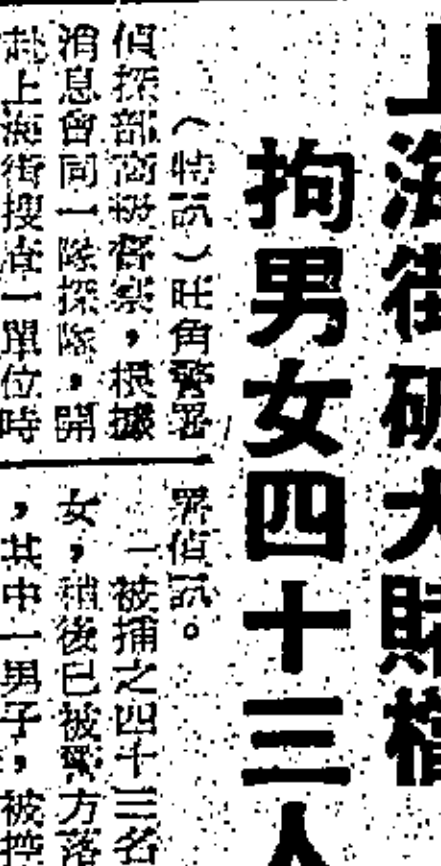 上海街破大賭檔
拘男女四十三人
（特訊）旺角警署
偵探部高級督察，根據
消息會同一隊探隊，開
赴上海街搜查一單位時
署偵訊。
一被捕之四十三名
女，稍後已被警方落
，其中一男子，被控